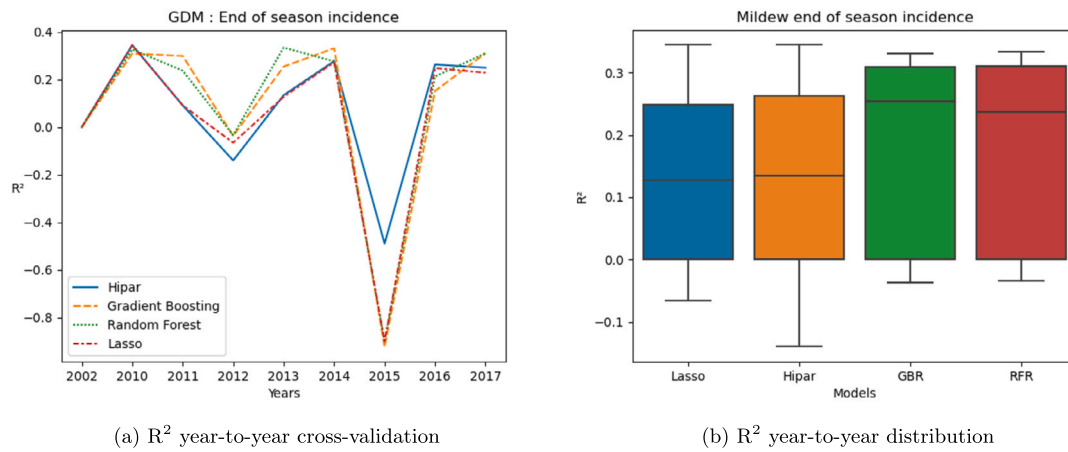 GDM : End of season incidence
0.4
0.2
0.0
−0.2
−0.4
−0.6
−0.8
R²
Hipar
Gradient Boosting
Random Forest
Lasso
2002 2010 2011 2012 2013 2014 2015 2016 2017
Years
(a) R² year-to-year cross-validation
Mildew end of season incidence
0.3
0.2
0.1
0.0
−0.1
R²
Lasso Hipar GBR RFR
Models
(b) R² year-to-year distribution